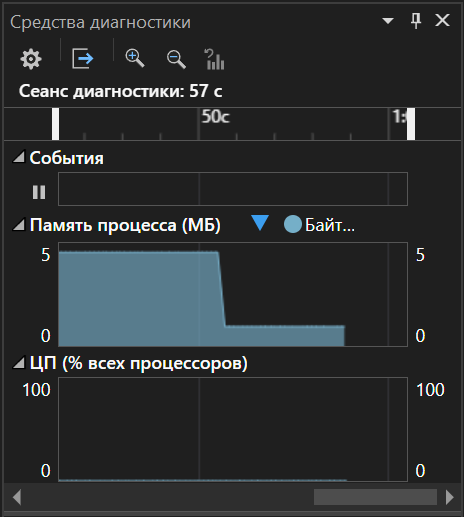 Средства диагностики
Сеанс диагностики: 57 с
50с
События
Память процесса (МБ) Байт...
5 5
0 0
ЦП (% всех процессоров)
100 100
0 0